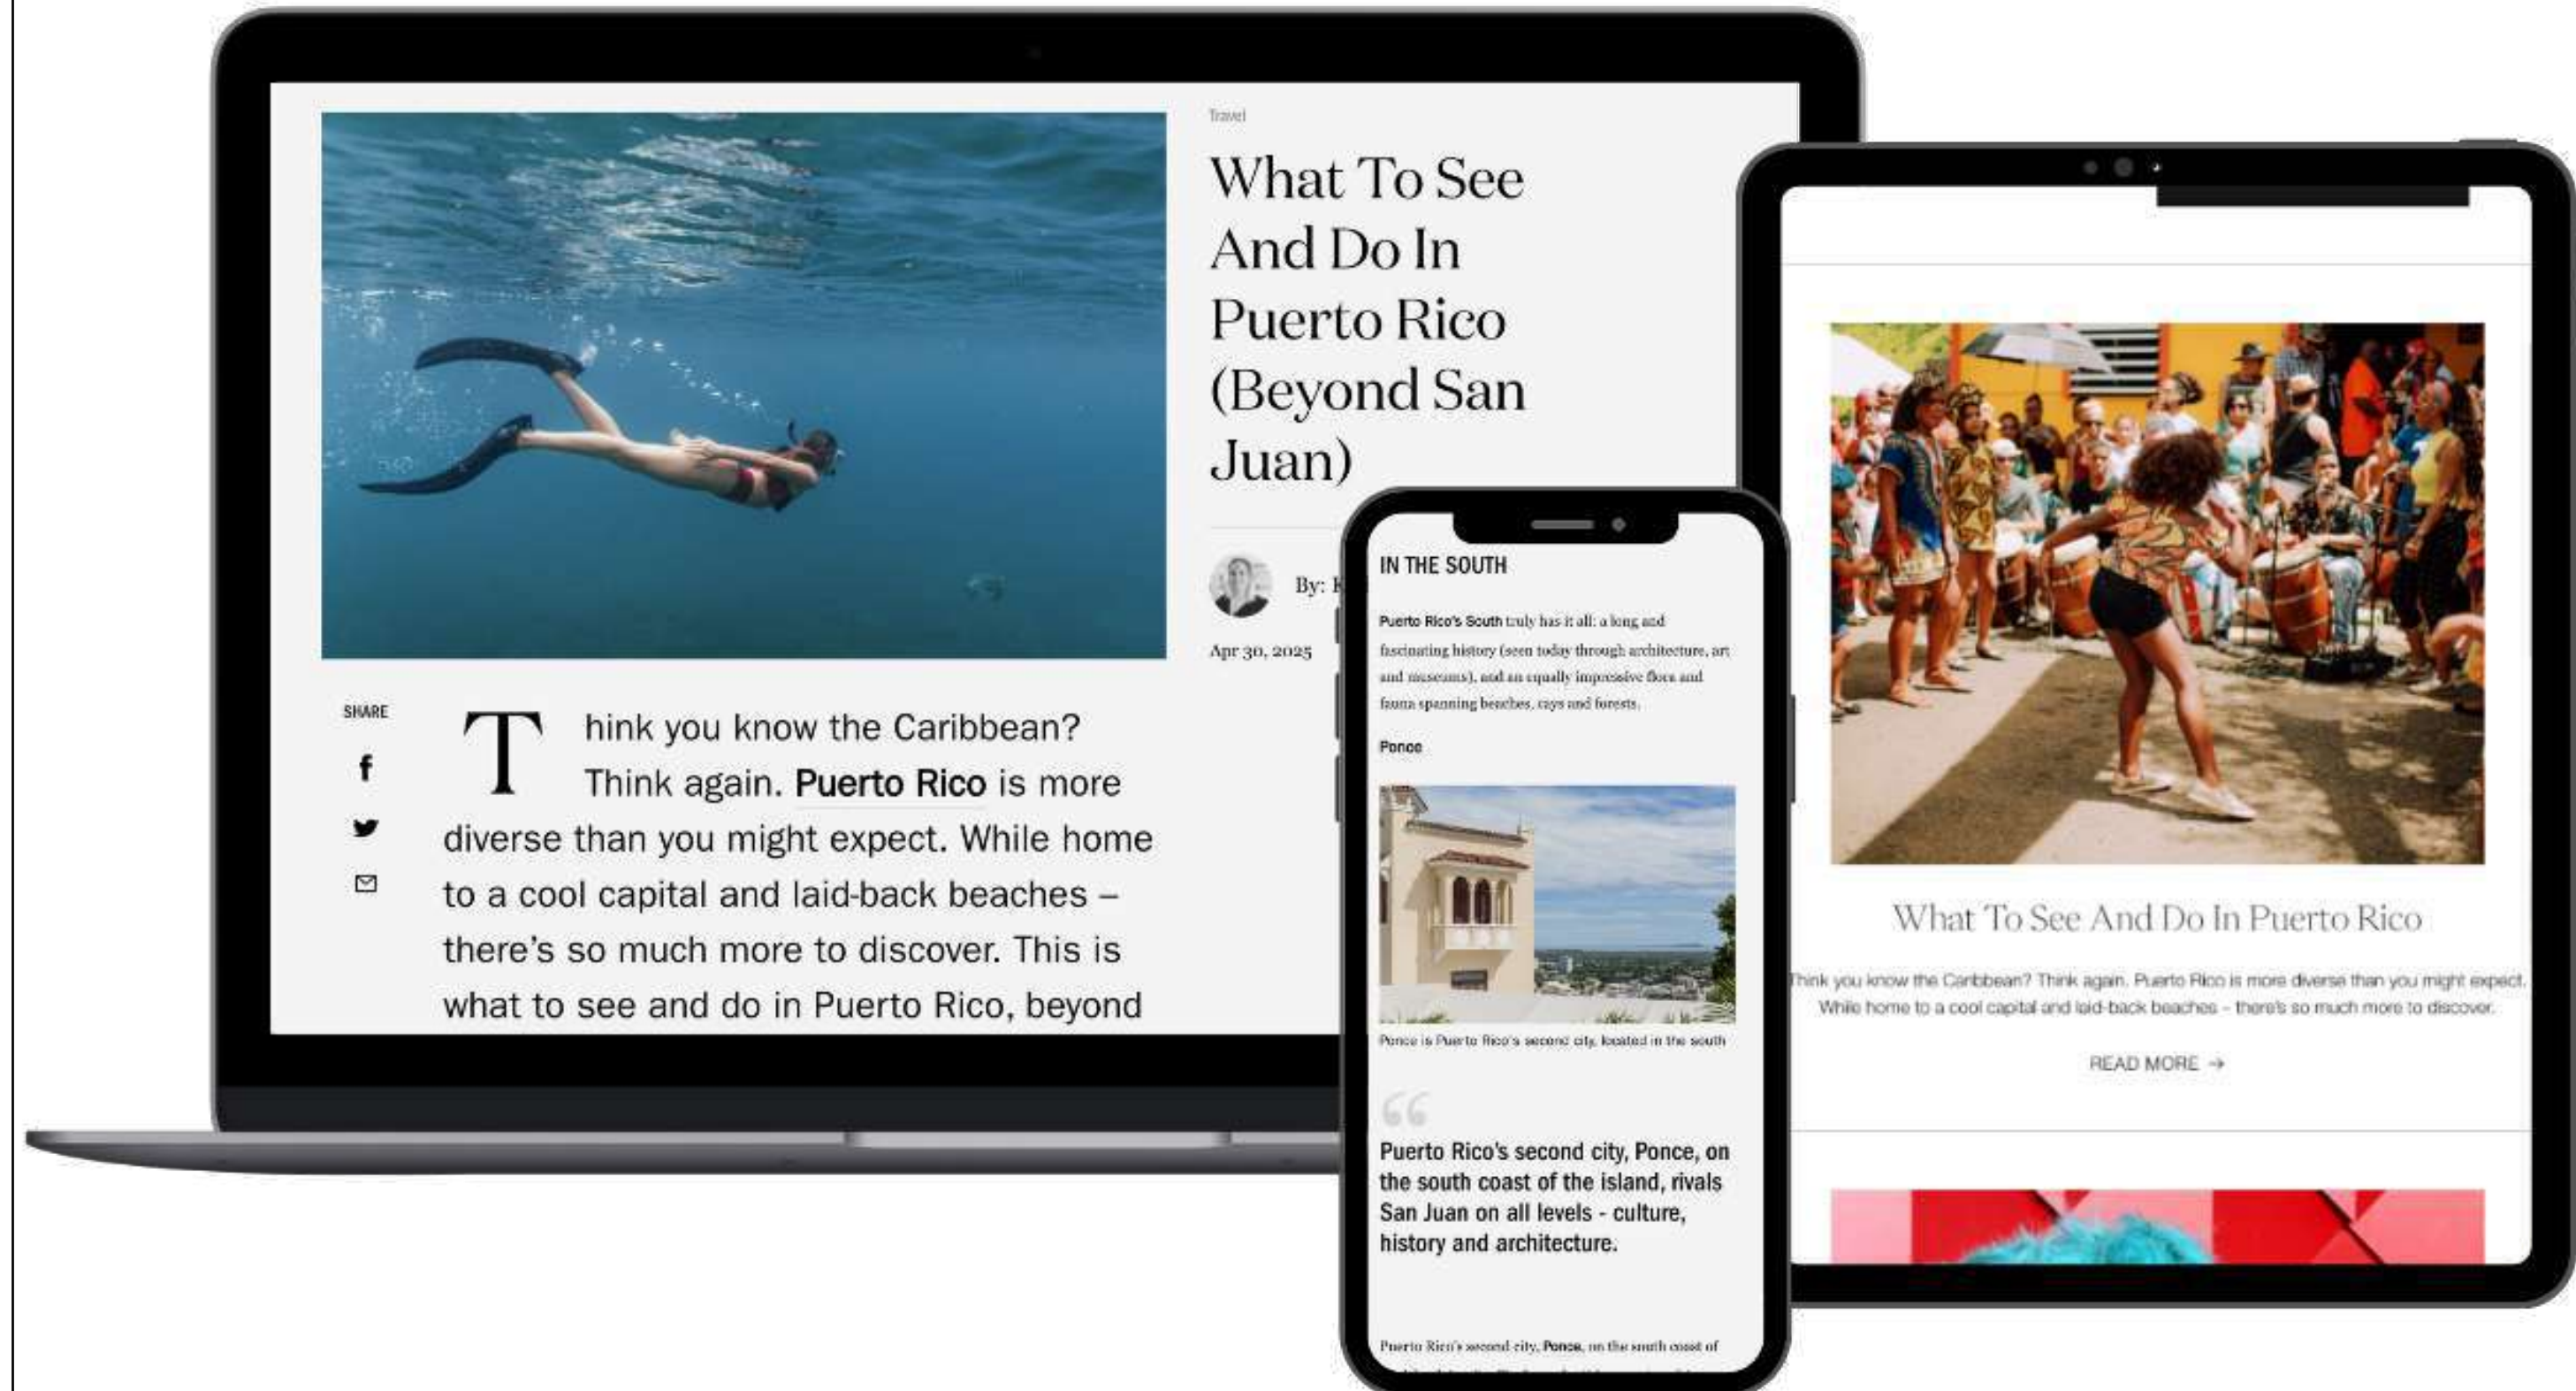 Travel
What To See
And Do In
Puerto Rico
(Beyond San
Juan)
By: K
Apr 30, 2025
SHARE
Think you know the Caribbean?
Think again. Puerto Rico is more
diverse than you might expect. While home
to a cool capital and laid-back beaches –
there's so much more to discover. This is
what to see and do in Puerto Rico, beyond
IN THE SOUTH
Puerto Rico's South truly has it all: a long and
fascinating history (seen today through architecture, art
and museums), and an equally impressive flora and
fauna spanning beaches, cays and forests.
Ponce
Ponce is Puerto Rico's second city, located in the south
“
Puerto Rico's second city, Ponce, on
the south coast of the island, rivals
San Juan on all levels - culture,
history and architecture.
Puerto Rico's second city, Ponce, on the south coast of
What To See And Do In Puerto Rico
Think you know the Caribbean? Think again. Puerto Rico is more diverse than you might expect.
While home to a cool capital and laid-back beaches – there's so much more to discover.
READ MORE →